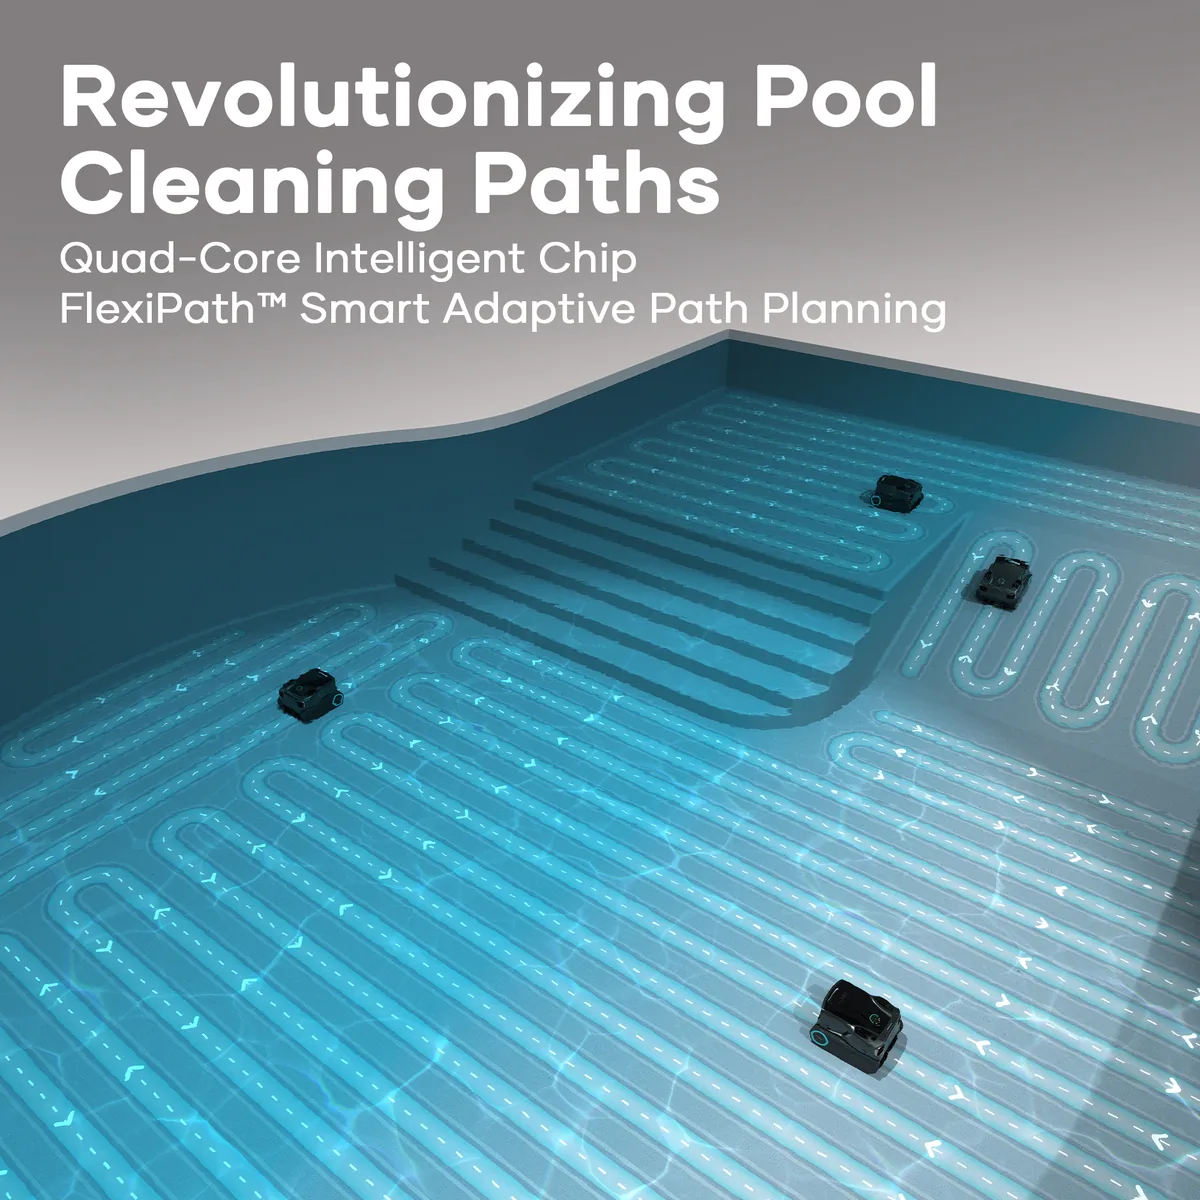 Revolutionizing Pool
Cleaning Paths
Quad-Core Intelligent Chip
FlexiPath™ Smart Adaptive Path Planning